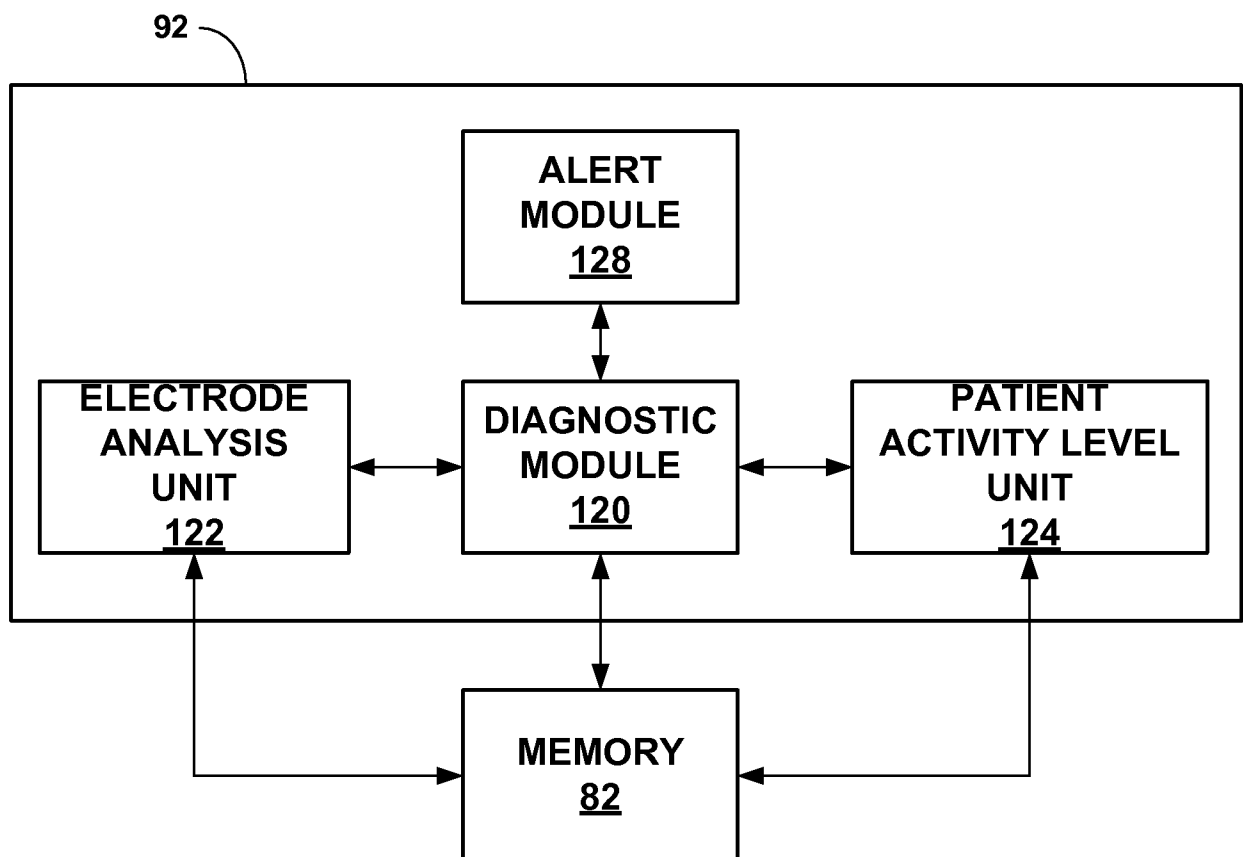 92
ALERT
MODULE
128
ELECTRODE
ANALYSIS
UNIT
122
DIAGNOSTIC
MODULE
120
PATIENT
ACTIVITY LEVEL
UNIT
124
MEMORY
82